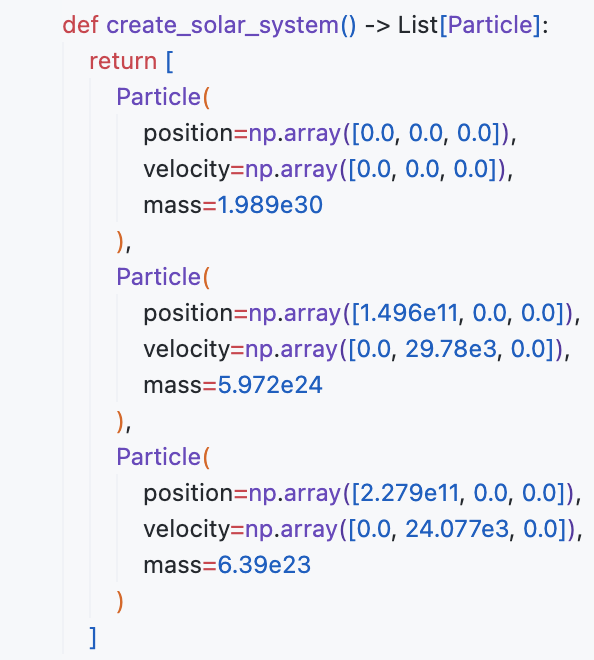 def create_solar_system() -> List[Particle]:
return [
Particle(
position=np.array([0.0, 0.0, 0.0]),
velocity=np.array([0.0, 0.0, 0.0]),
mass=1.989e30
),
Particle(
position=np.array([1.496e11, 0.0, 0.0]),
velocity=np.array([0.0, 29.78e3, 0.0]),
mass=5.972e24
),
Particle(
position=np.array([2.279e11, 0.0, 0.0]),
velocity=np.array([0.0, 24.077e3, 0.0]),
mass=6.39e23
)
]